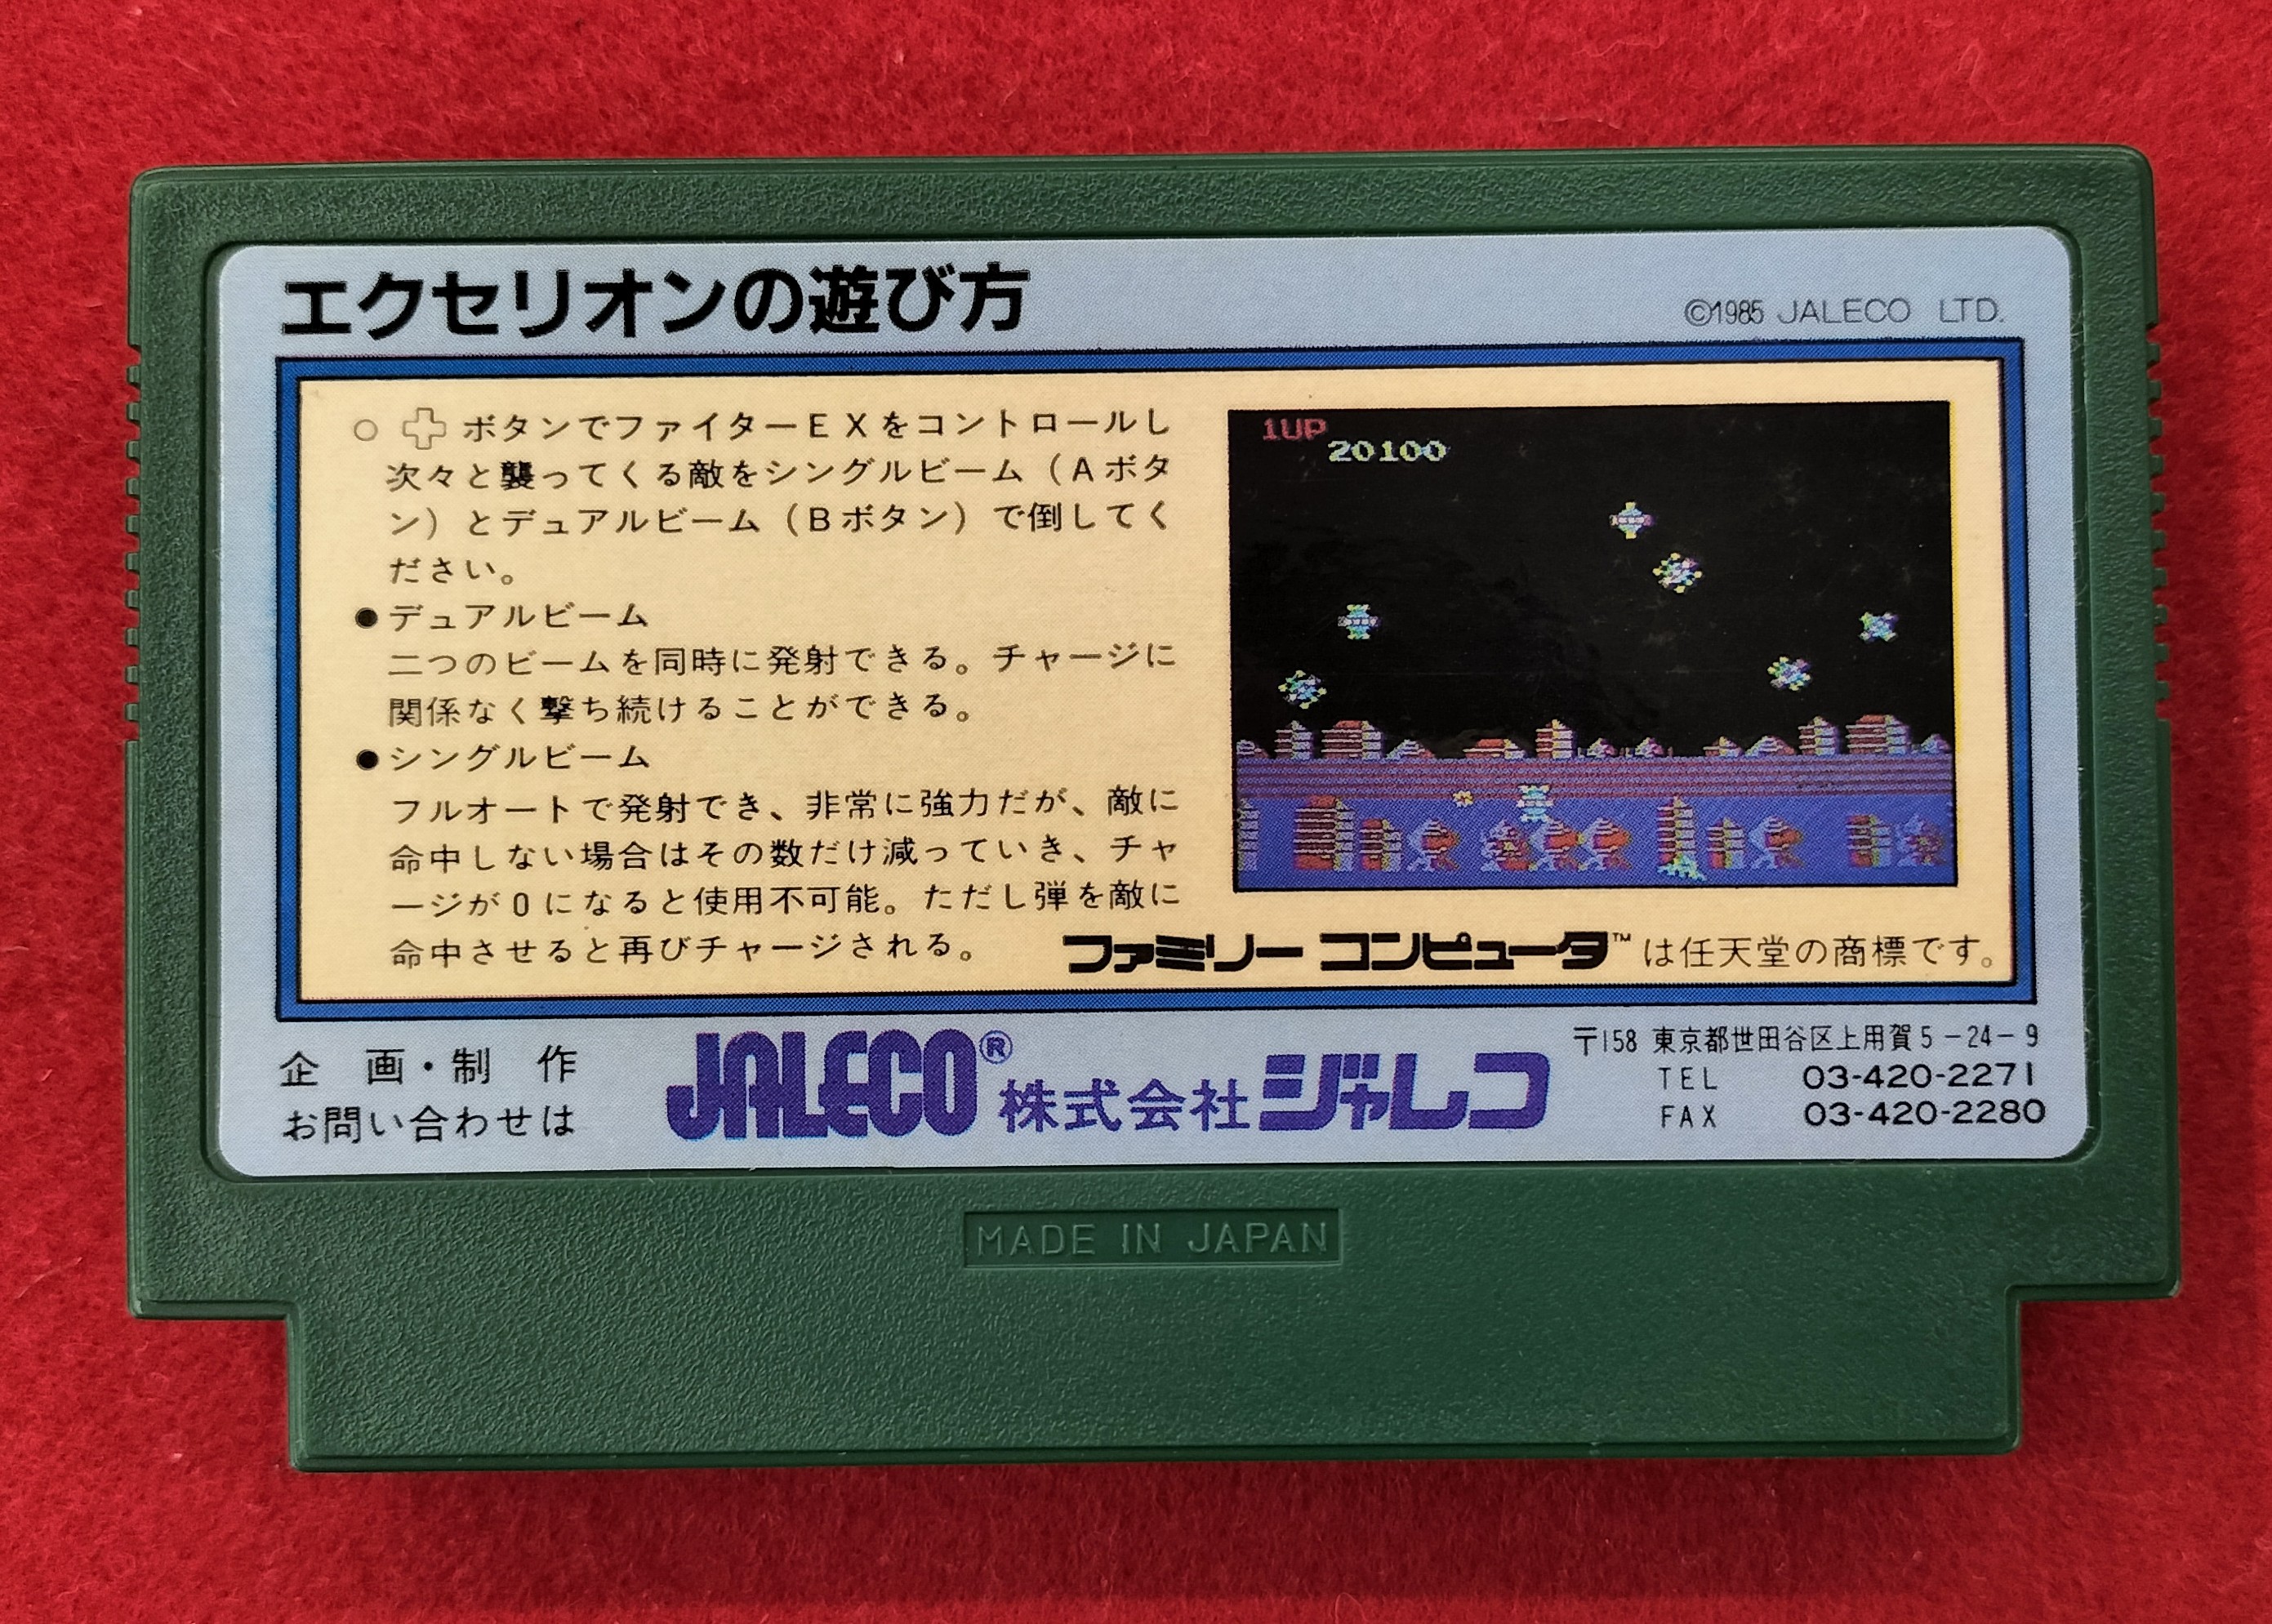 エクセリオンの遊び方
©1985 JALECO LTD.
○ ボタンでファイターEXをコントロールし
次々と襲ってくる敵をシングルビーム(Aボタ
ン)とデュアルビーム(Bボタン)で倒してく
ださい。
●デュアルビーム
二つのビームを同時に発射できる。チャージに
関係なく撃ち続けることができる。
●シングルビーム
フルオートで発射でき、非常に強力だが、敵に
命中しない場合はその数だけ減っていき、チャ
ージが0になると使用不可能。ただし弾を敵に
命中させると再びチャージされる。
1UP
20100
ファミリー コンピュータ™は任天堂の商標です。
企 画・制 作
お問い合わせは
JALECO® 株式会社ジャレコ
〒158 東京都世田谷区上用賀5-24-9
TEL 03-420-2271
FAX 03-420-2280
MADE IN JAPAN